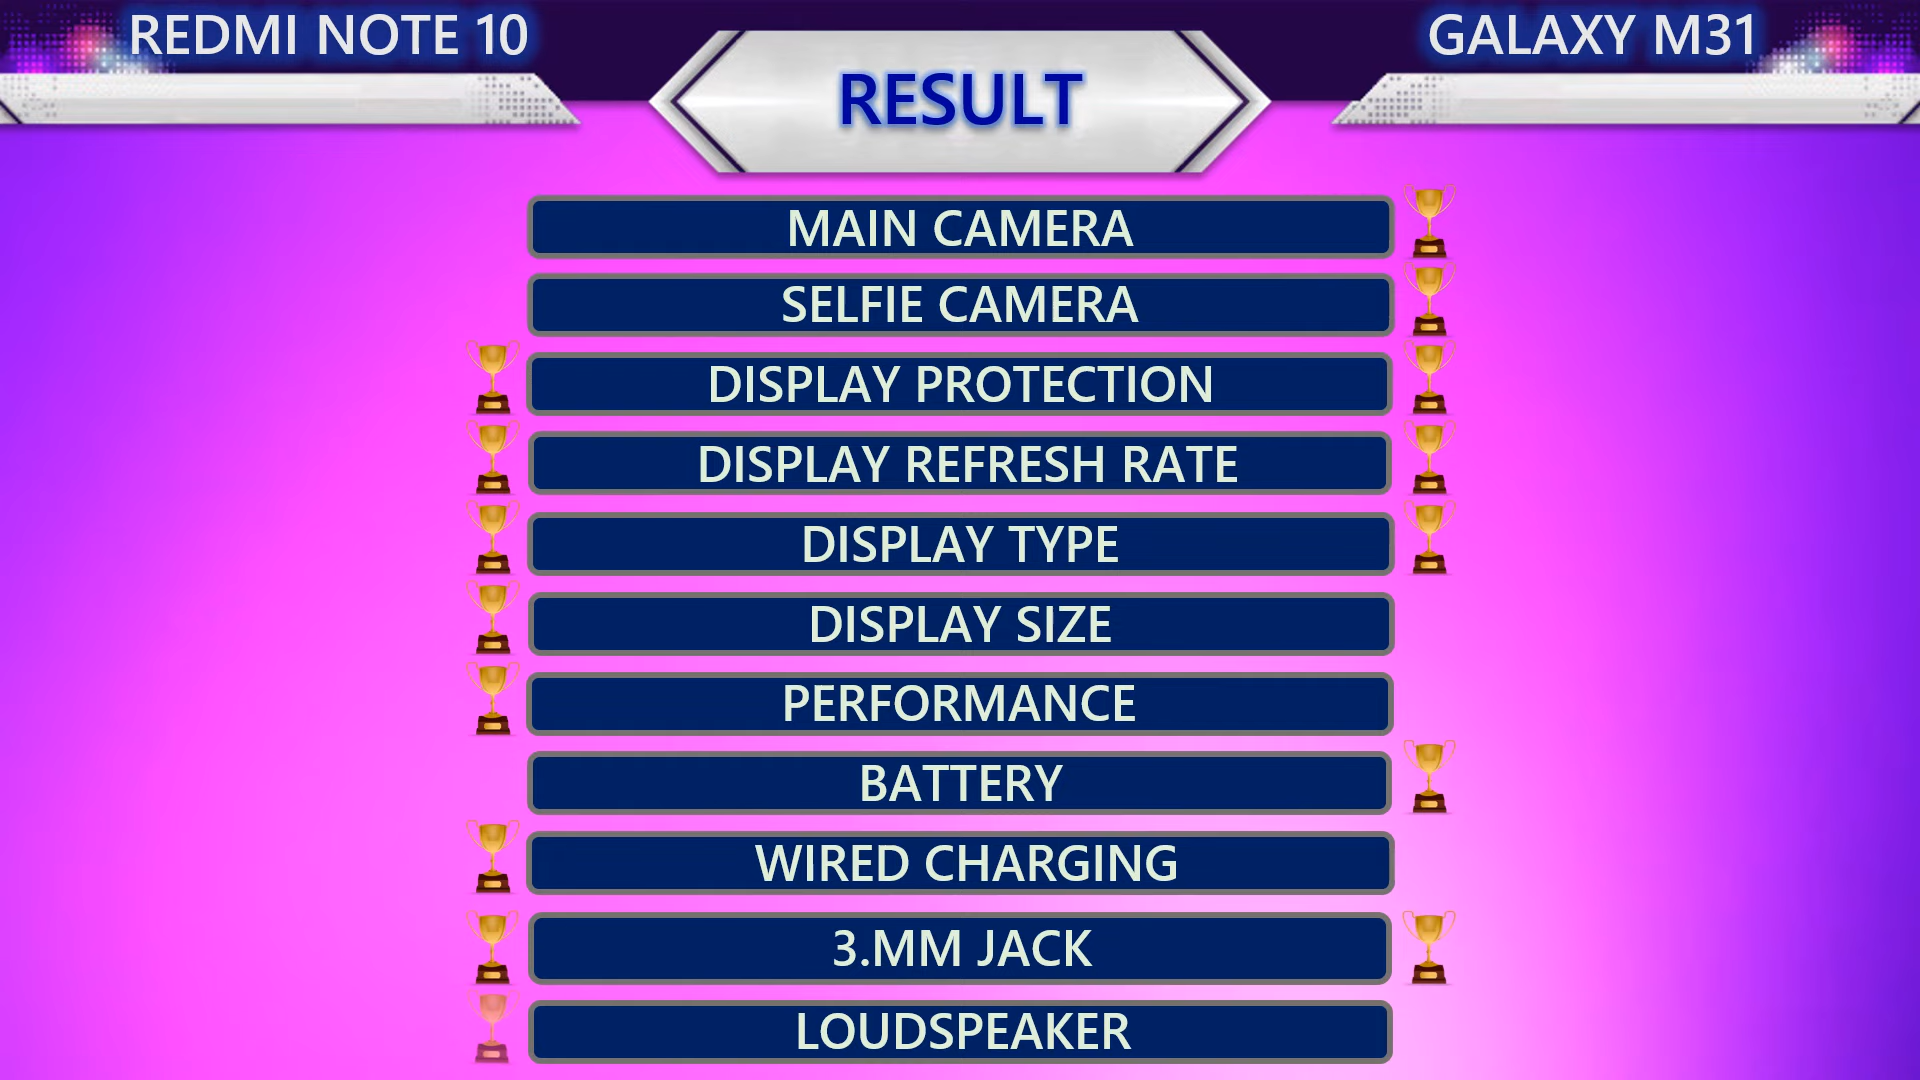 REDMI NOTE 10
GALAXY M31
RESULT
MAIN CAMERA
SELFIE CAMERA
DISPLAY PROTECTION
DISPLAY REFRESH RATE
DISPLAY TYPE
DISPLAY SIZE
PERFORMANCE
BATTERY
WIRED CHARGING
3.MM JACK
LOUDSPEAKER